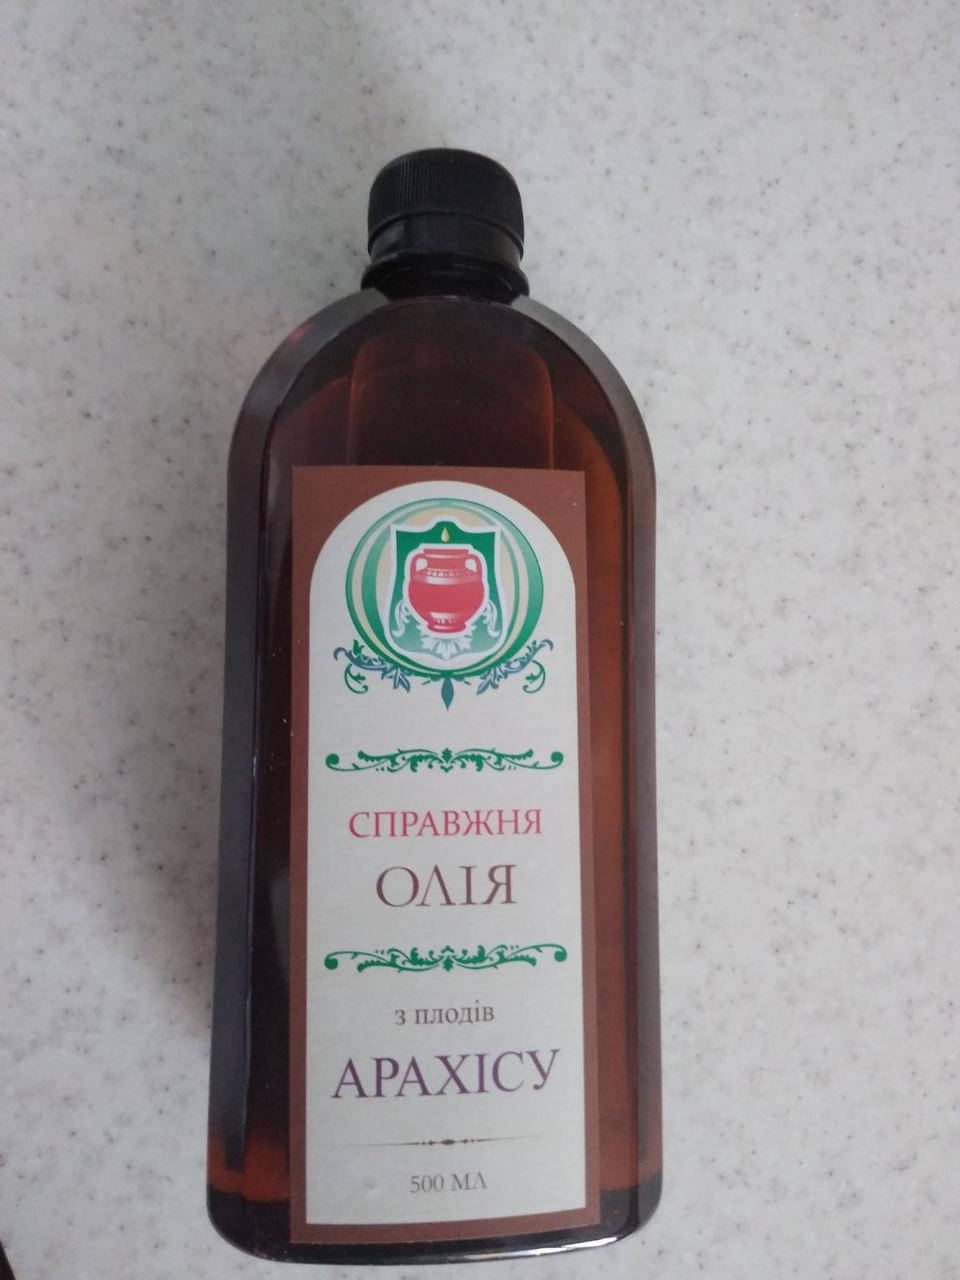 СПРАВЖНЯ
ОЛІЯ
з плодів
АРАХІСУ
500 МЛ